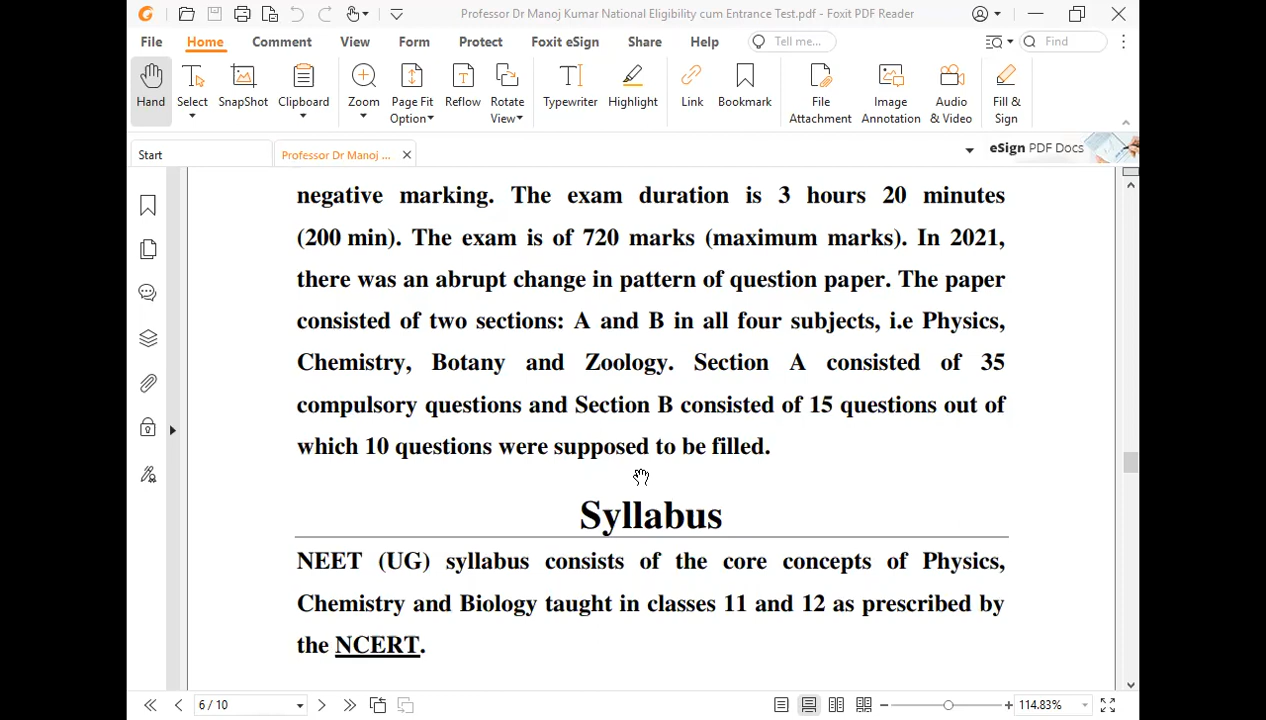 Professor Dr Manoj Kumar National Eligibility cum Entrance Test.pdf - Foxit PDF Reader
File Home Comment View Form Protect Foxit eSign Share Help Tell me... Find
Hand Select SnapShot Clipboard Zoom Page Fit Option Reflow Rotate View Typewriter Highlight Link Bookmark File Attachment Image Annotation Audio & Video Fill & Sign
Start Professor Dr Manoj ... eSign PDF Docs
negative marking. The exam duration is 3 hours 20 minutes
(200 min). The exam is of 720 marks (maximum marks). In 2021,
there was an abrupt change in pattern of question paper. The paper
consisted of two sections: A and B in all four subjects, i.e Physics,
Chemistry, Botany and Zoology. Section A consisted of 35
compulsory questions and Section B consisted of 15 questions out of
which 10 questions were supposed to be filled.
Syllabus
NEET (UG) syllabus consists of the core concepts of Physics,
Chemistry and Biology taught in classes 11 and 12 as prescribed by
the NCERT.
6 / 10 114.83%